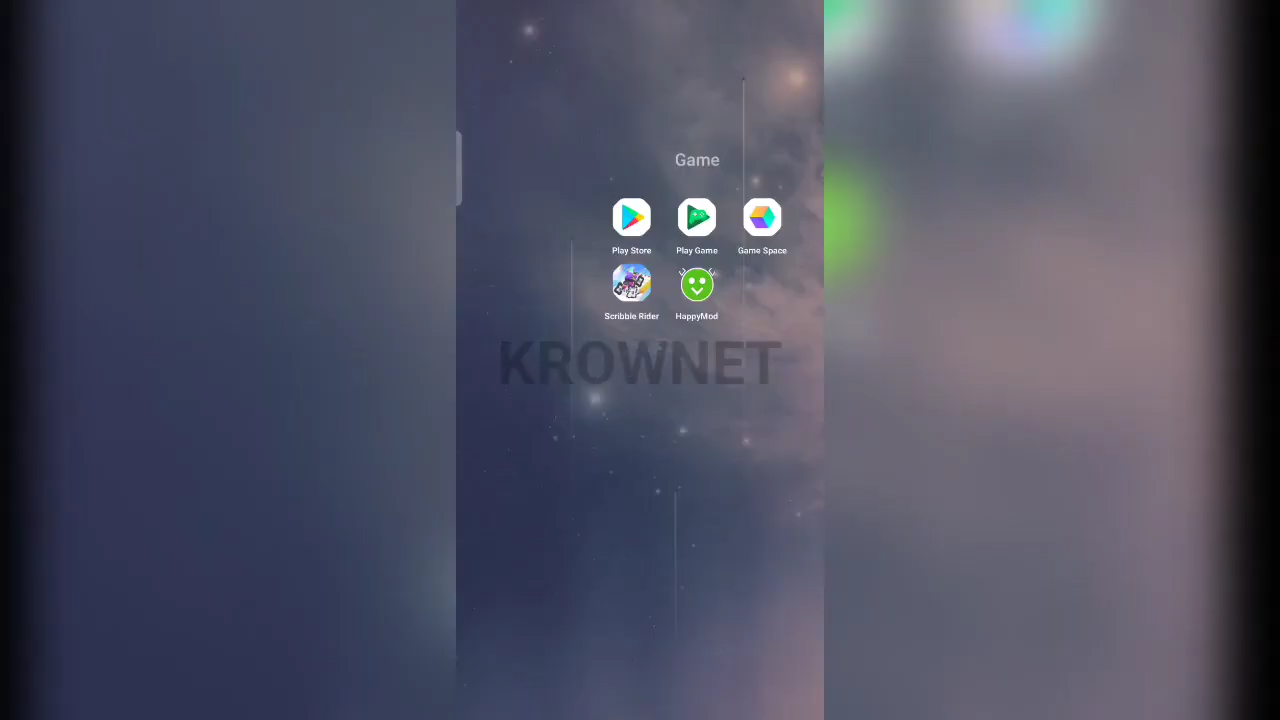 Game
Play Store
Play Game
Game Space
Scribble Rider
HappyMod
KROWNET